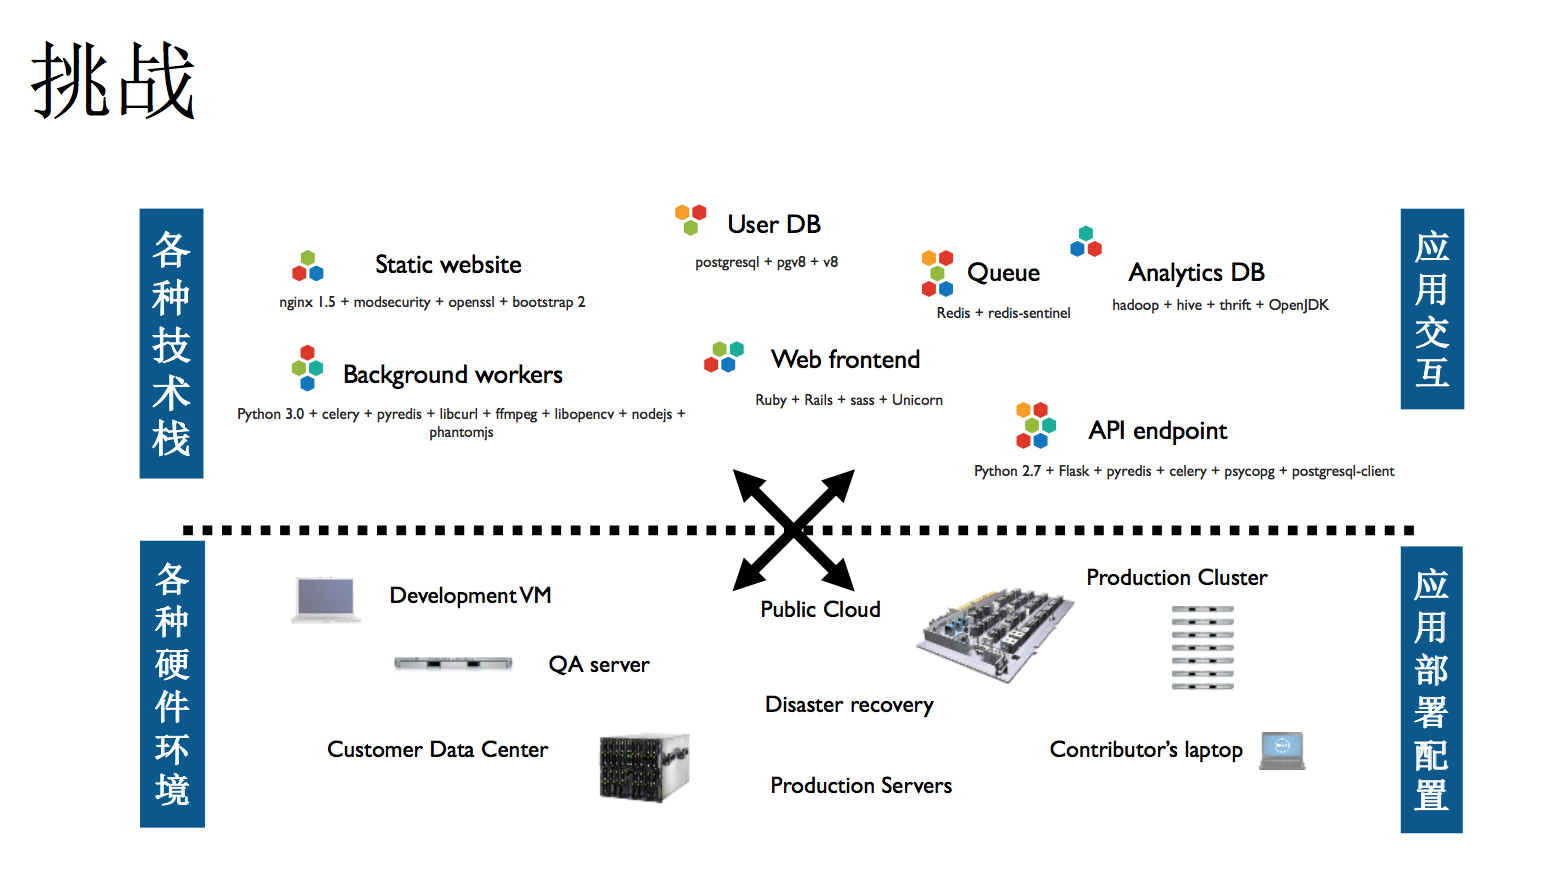 挑战
各种技术栈
Static website
nginx 1.5 + modsecurity + openssl + bootstrap 2
Background workers
Python 3.0 + celery + pyredis + libcurl + ffmpeg + libopencv + nodejs +
phantomjs
User DB
postgresql + pgv8 + v8
Web frontend
Ruby + Rails + sass + Unicorn
Queue
Redis + redis-sentinel
Analytics DB
hadoop + hive + thrift + OpenJDK
API endpoint
Python 2.7 + Flask + pyredis + celery + psycopg + postgresql-client
应用交互
各种硬件环境
Development VM
QA server
Customer Data Center
Public Cloud
Disaster recovery
Production Servers
Production Cluster
Contributor’s laptop
应用部署配置